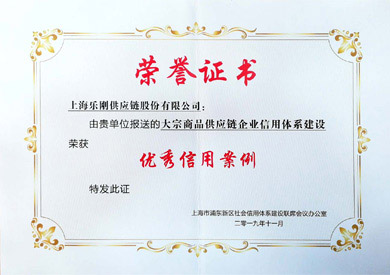 荣誉证书
上海乐刚供应链股份有限公司：
由贵单位报送的大宗商品供应链企业信用体系建设
荣获
优秀信用案例
特发此证
上海市浦东新区社会信用体系建设联席会议办公室
二〇一九年十一月